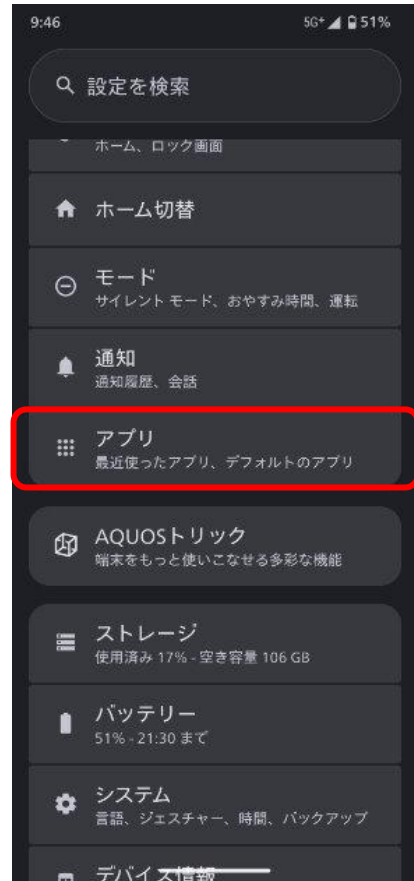 9:46 5G+ 51%
設定を検索
ホーム、ロック画面
ホーム切替
モード
サイレント モード、おやすみ時間、運転
通知
通知履歴、会話
アプリ
最近使ったアプリ、デフォルトのアプリ
AQUOSトリック
端末をもっと使いこなせる多彩な機能
ストレージ
使用済み 17% - 空き容量 106 GB
バッテリー
51% - 21:30 まで
システム
言語、ジェスチャー、時間、バックアップ
デバイス情報